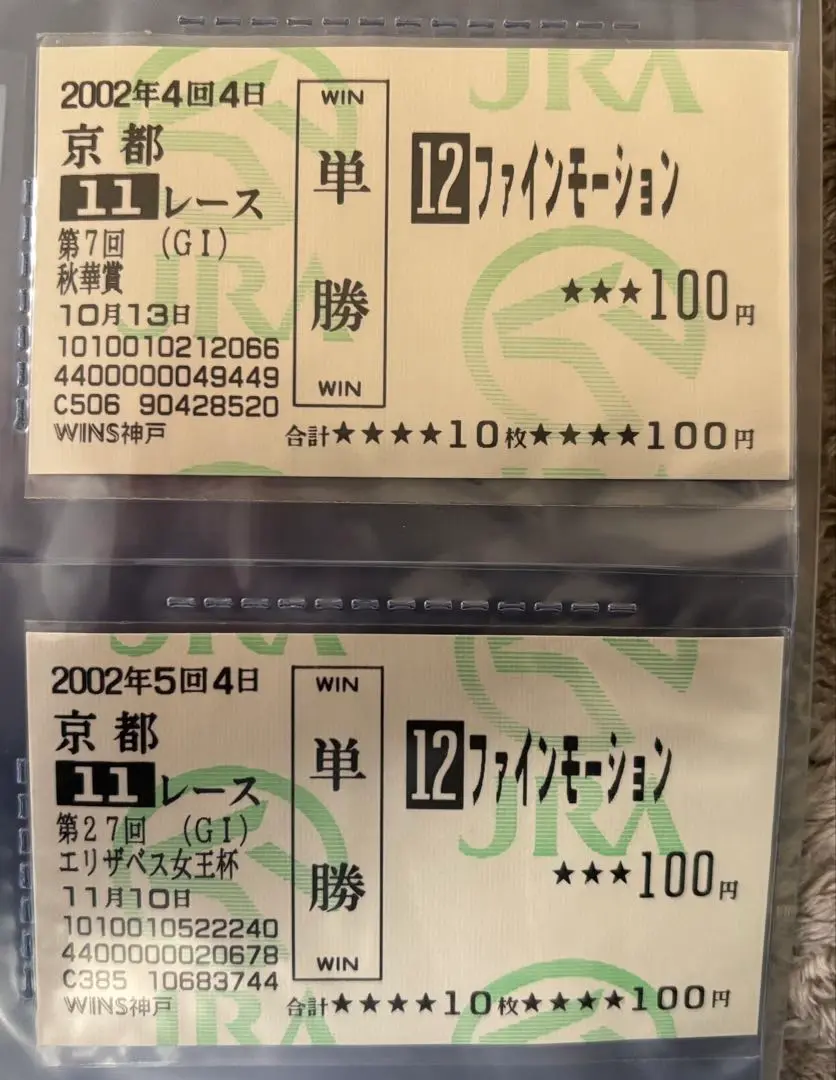 2002年4回4日
京都
11レース
第7回 (GI)
秋華賞
10月13日
1010010212066
4400000049449
C506 90428520
WINS神戸
WIN
単勝
WIN
12ファインモーション
★★★100円
合計★★★★10枚★★★★100円
JRA
JRA
2002年5回4日
京都
11レース
第27回 (GI)
エリザベス女王杯
11月10日
1010010522240
4400000020678
C385 10683744
WINS神戸
WIN
単勝
WIN
12ファインモーション
★★★100円
合計★★★★10枚★★★★100円
JRA
JRA
JRA